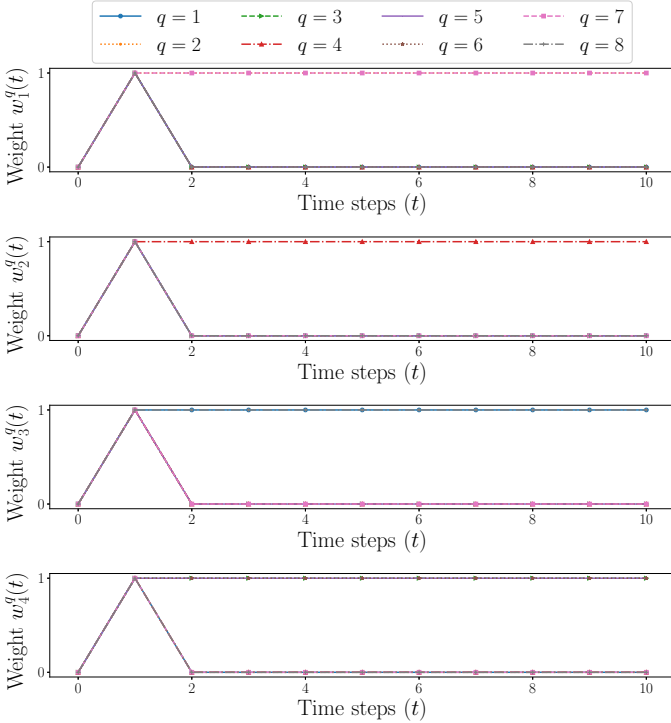 q = 1 q = 3 q = 5 q = 7
q = 2 q = 4 q = 6 q = 8
Weight w_1^q(t)
1
0
0 2 4 6 8 10
Time steps (t)
Weight w_2^q(t)
1
0
0 2 4 6 8 10
Time steps (t)
Weight w_3^q(t)
1
0
0 2 4 6 8 10
Time steps (t)
Weight w_4^q(t)
1
0
0 2 4 6 8 10
Time steps (t)